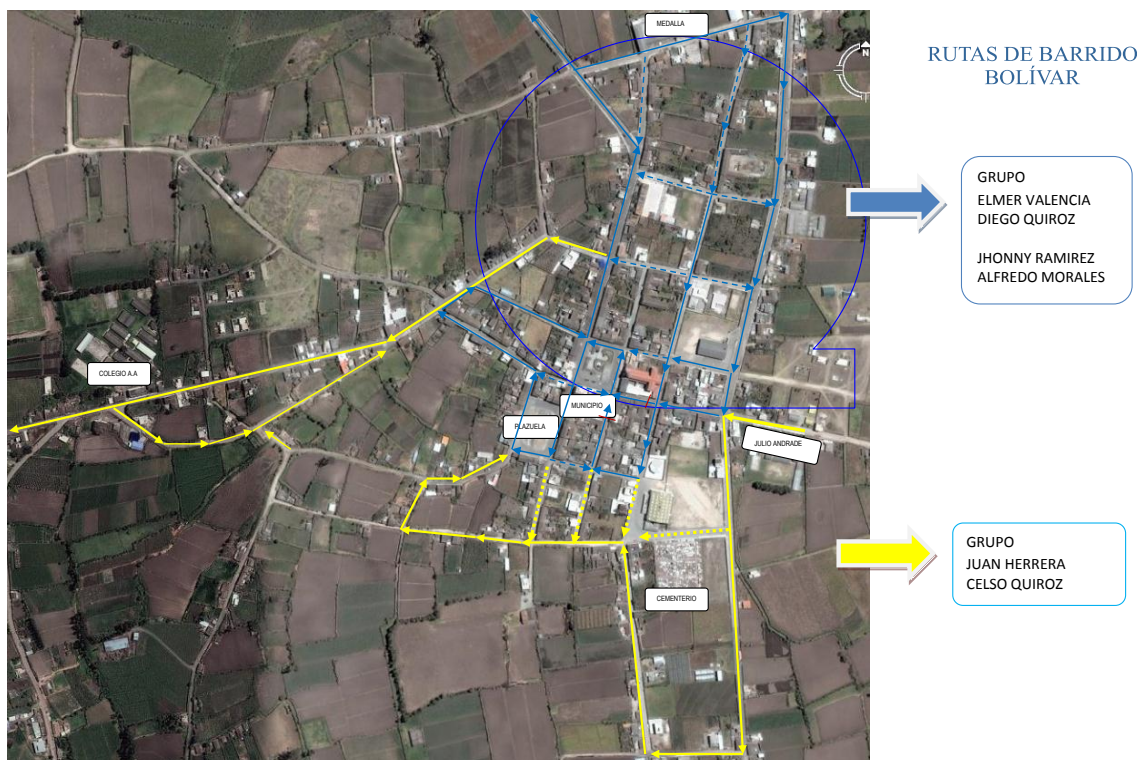 MEDALLA
N
RUTAS DE BARRIDO
BOLÍVAR
GRUPO
ELMER VALENCIA
DIEGO QUIROZ
JHONNY RAMIREZ
ALFREDO MORALES
COLEGIO A.A
MUNICIPIO
PLAZUELA
JULIO ANDRADE
GRUPO
JUAN HERRERA
CELSO QUIROZ
CEMENTERIO